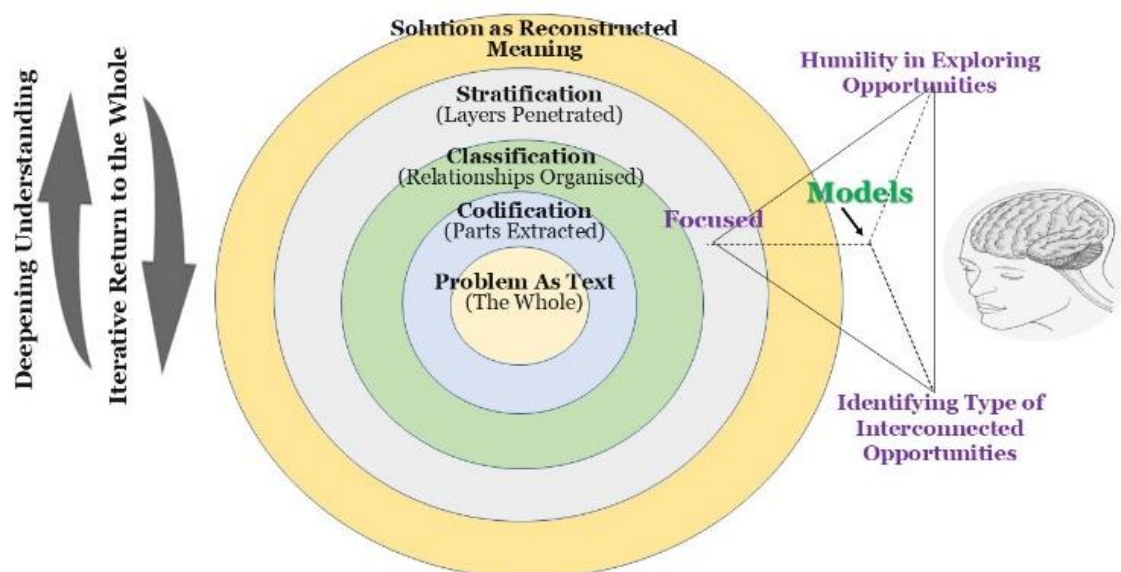 Deepening Understanding
Iterative Return to the Whole
Solution as Reconstructed
Meaning
Stratification
(Layers Penetrated)
Classification
(Relationships Organised)
Codification
(Parts Extracted)
Problem As Text
(The Whole)
Humility in Exploring
Opportunities
Models
Focused
Identifying Type of
Interconnected
Opportunities